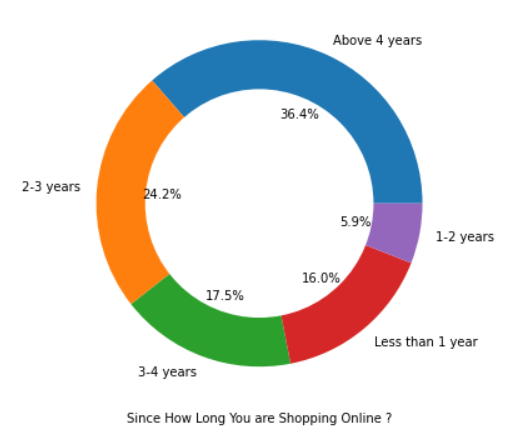 Above 4 years
36.4%
2-3 years
24.2%
5.9%
1-2 years
16.0%
17.5%
Less than 1 year
3-4 years
Since How Long You are Shopping Online ?